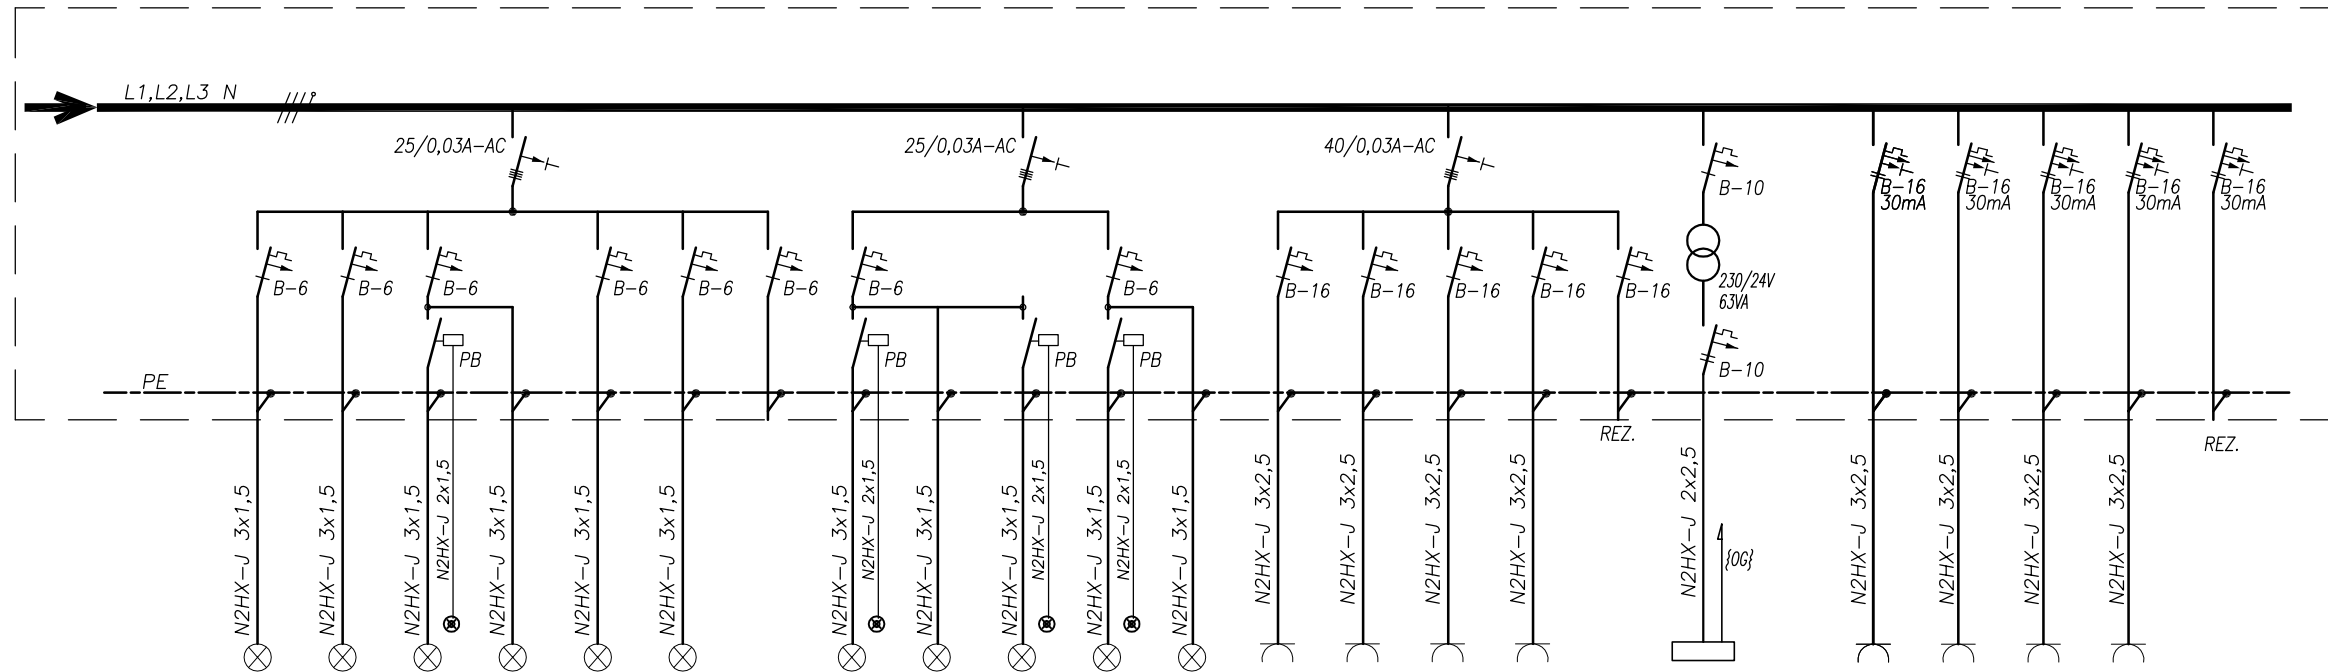 L1,L2,L3 N
25/0,03A-AC
25/0,03A-AC
40/0,03A-AC
B-10
B-16
30mA
B-16
30mA
B-16
30mA
B-16
30mA
B-16
30mA
B-6
B-6
B-6
B-6
B-6
B-6
B-6
B-6
B-16
B-16
B-16
B-16
B-16
230/24V
63VA
PB
PB
PB
PB
B-10
PE
REZ.
REZ.
N2HX-J 3x1,5
N2HX-J 3x1,5
N2HX-J 3x1,5
N2HX-J 2x1,5
N2HX-J 3x1,5
N2HX-J 3x1,5
N2HX-J 3x1,5
N2HX-J 3x1,5
N2HX-J 2x1,5
N2HX-J 3x1,5
N2HX-J 3x1,5
N2HX-J 2x1,5
N2HX-J 3x1,5
N2HX-J 2x1,5
N2HX-J 3x1,5
N2HX-J 3x2,5
N2HX-J 3x2,5
N2HX-J 3x2,5
N2HX-J 3x2,5
N2HX-J 2x2,5
{OG}
N2HX-J 3x2,5
N2HX-J 3x2,5
N2HX-J 3x2,5
N2HX-J 3x2,5